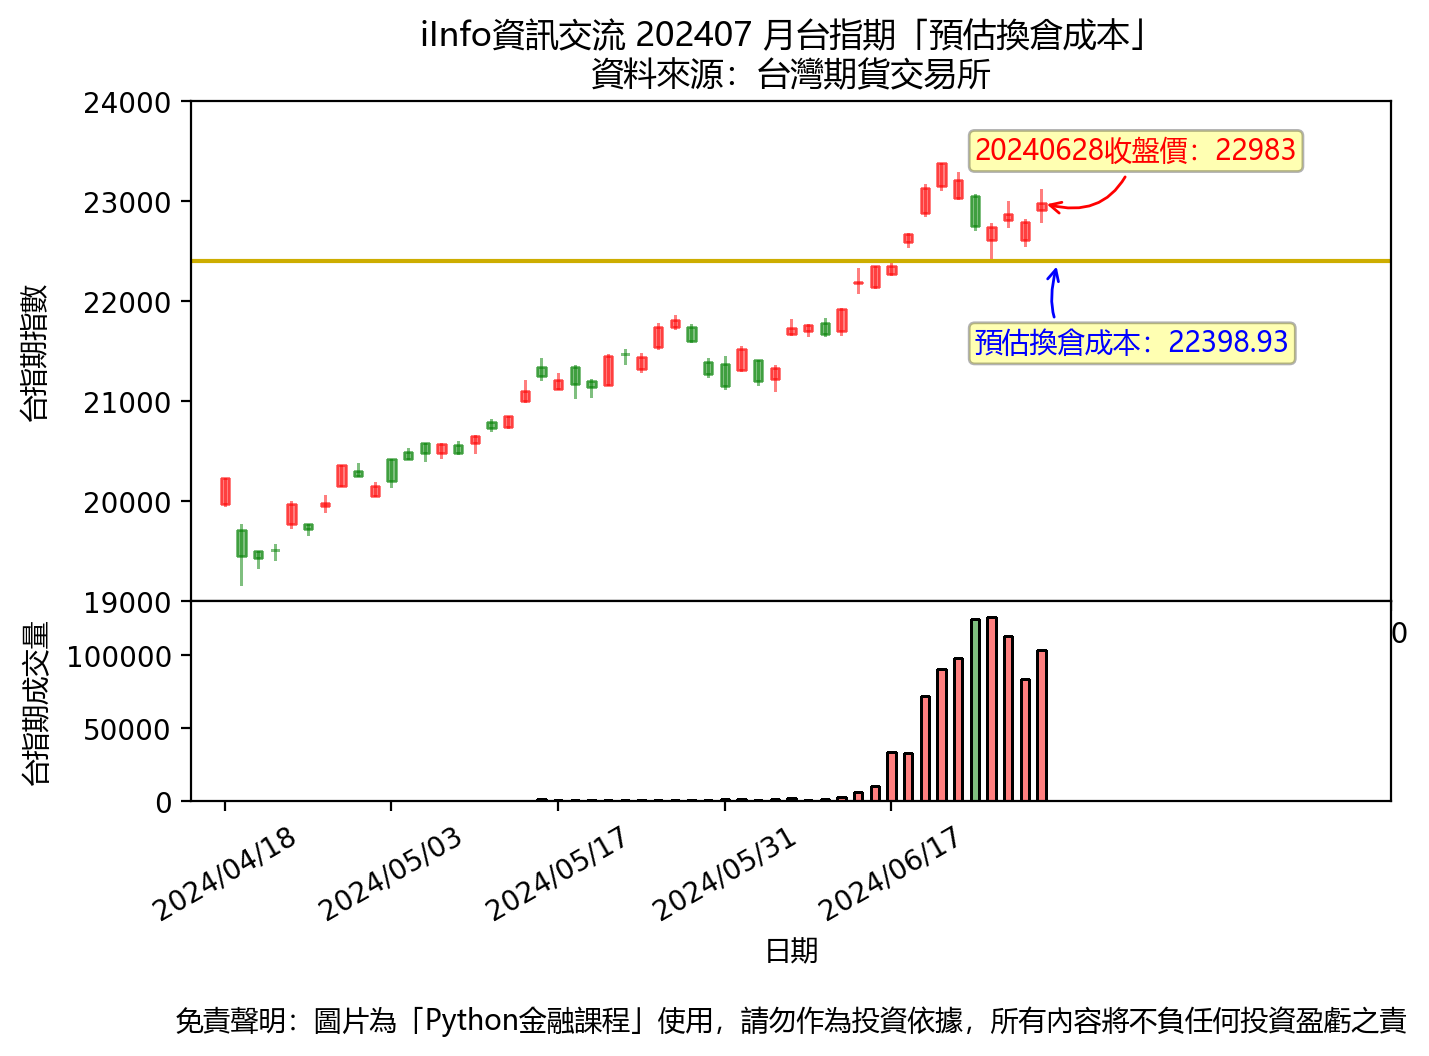 iInfo資訊交流 202407 月台指期「預估換倉成本」
資料來源：台灣期貨交易所
24000
23000
22000
21000
20000
19000
台指期指數
20240628收盤價：22983
預估換倉成本：22398.93
0
100000
50000
0
台指期成交量
2024/04/18
2024/05/03
2024/05/17
2024/05/31
2024/06/17
日期
免責聲明：圖片為「Python金融課程」使用，請勿作為投資依據，所有內容將不負任何投資盈虧之責